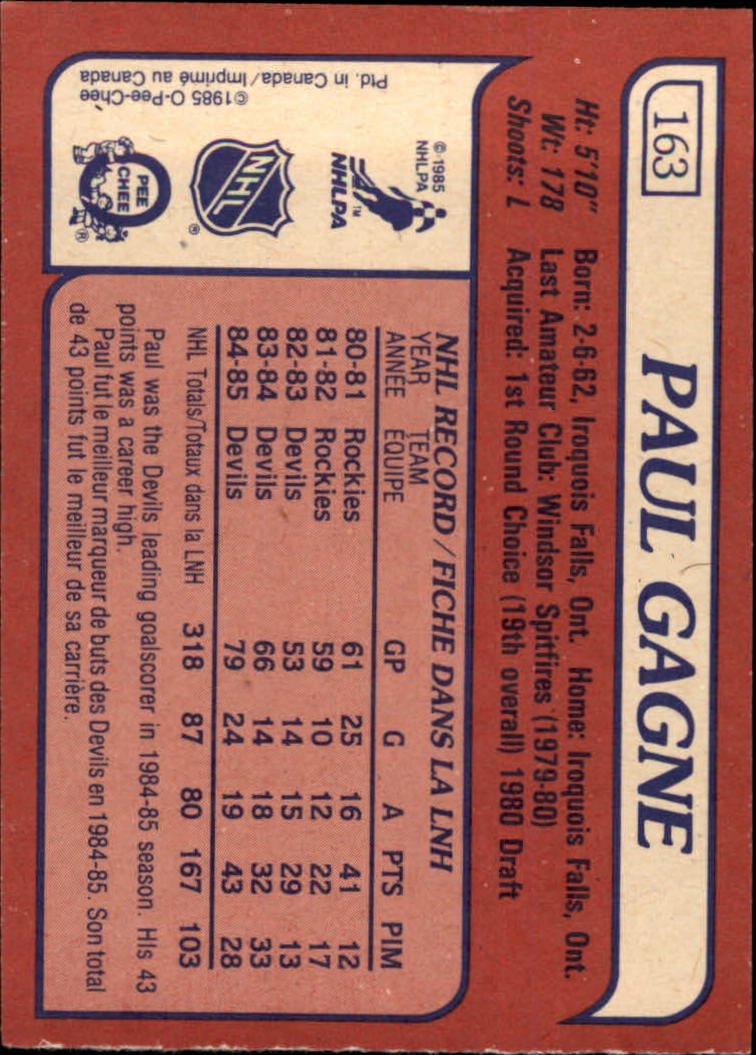 163
PAUL GAGNE
Ht: 5'10" Born: 2-6-62, Iroquois Falls, Ont. Home: Iroquois Falls, Ont.
Wt: 178 Last Amateur Club: Windsor Spitfires (1979-80)
Shoots: L Acquired: 1st Round Choice (19th overall) 1980 Draft
© 1985
NHLPA
NHLPA™
NHL®
O
PEE
CHEE®
©1985 O-Pee-Chee
Ptd. in Canada/Imprimé au Canada
NHL RECORD / FICHE DANS LA LNH
YEAR TEAM
ANNÉE ÉQUIPE GP G A PTS PIM
80-81 Rockies 61 25 16 41 12
81-82 Rockies 59 10 12 22 17
82-83 Devils 53 14 15 29 13
83-84 Devils 66 14 18 32 33
84-85 Devils 79 24 19 43 28
NHL Totals/Totaux dans la LNH 318 87 80 167 103
Paul was the Devils leading goalscorer in 1984-85 season. His 43
points was a career high.
Paul fut le meilleur marqueur de buts des Devils en 1984-85. Son total
de 43 points fut le meilleur de sa carrière.